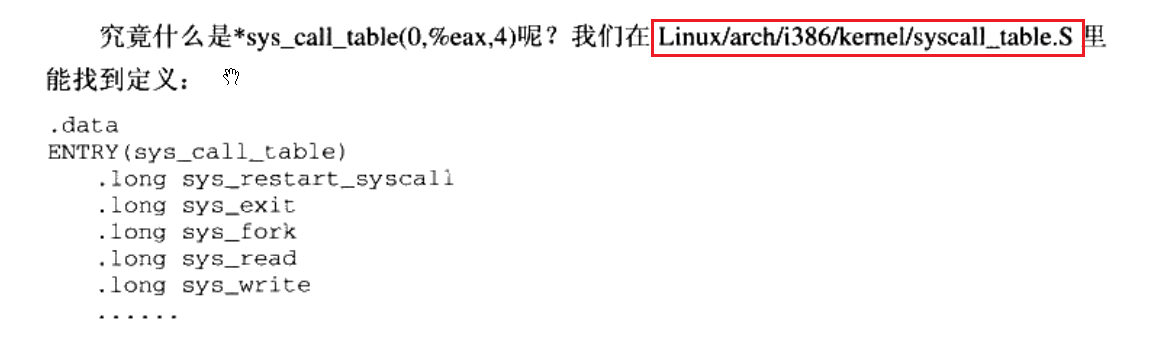 究竟什么是*sys_call_table(0,%eax,4)呢？我们在 Linux/arch/i386/kernel/syscall_table.S 里
能找到定义：
.data
ENTRY(sys_call_table)
.long sys_restart_syscall
.long sys_exit
.long sys_fork
.long sys_read
.long sys_write
......